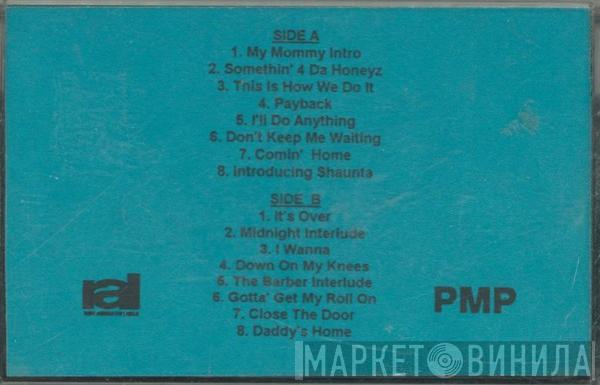 SIDE A
1. My Mommy Intro
2. Somethin' 4 Da Honeyz
3. This Is How We Do It
4. Payback
5. I'll Do Anything
6. Don't Keep Me Waiting
7. Comin' Home
8. Introducing Shaunta
SIDE B
1. It's Over
2. Midnight Interlude
3. I Wanna
4. Down On My Knees
5. The Barber Interlude
6. Gotta' Get My Roll On
7. Close The Door
8. Daddy's Home
ral
PMP
МАРКЕТ ВИНИЛА